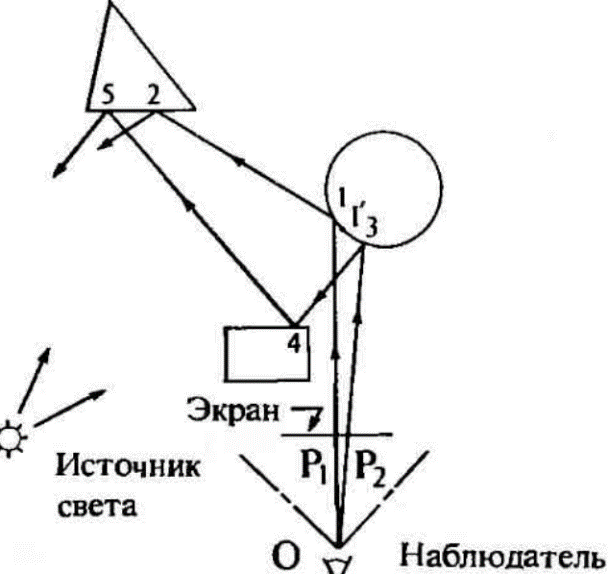 5 2
1
1′
3
4
Экран
P₁ P₂
Источник
света
O Наблюдатель